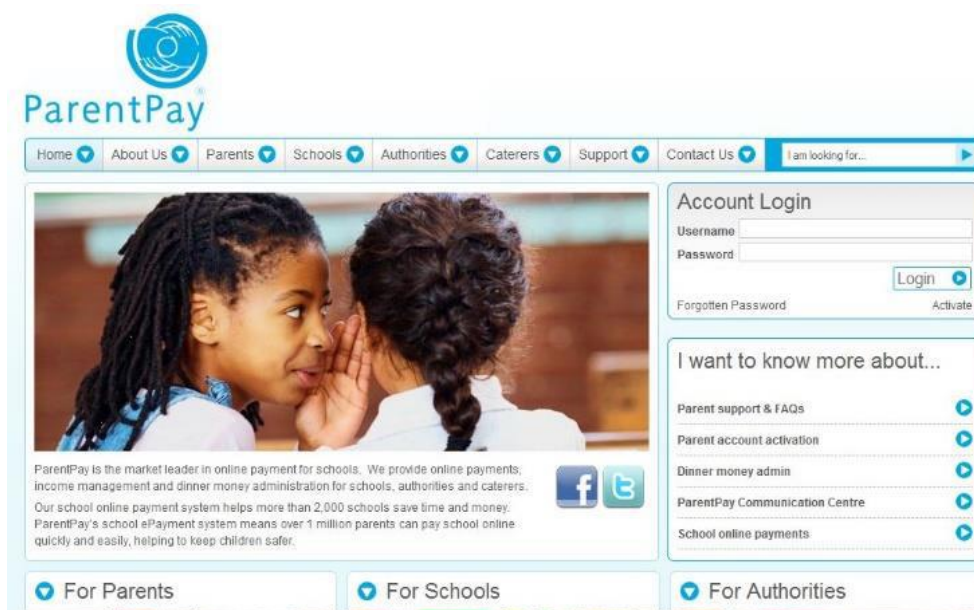 ParentPay
Home About Us Parents Schools Authorities Caterers Support Contact Us I am looking for...
Account Login
Username
Password
Login
Forgotten Password Activate
I want to know more about...
Parent support & FAQs
Parent account activation
Dinner money admin
ParentPay Communication Centre
School online payments
ParentPay is the market leader in online payment for schools. We provide online payments,
income management and dinner money administration for schools, authorities and caterers.
Our school online payment system helps more than 2,000 schools save time and money.
ParentPay's school ePayment system means over 1 million parents can pay school online
quickly and easily, helping to keep children safer.
For Parents For Schools For Authorities